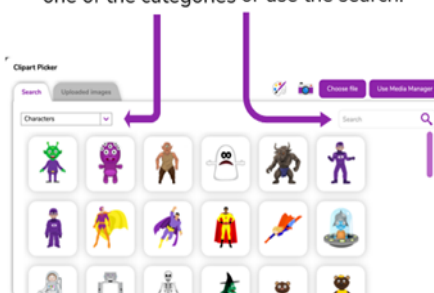 one of the categories or use the search.
Clipart Picker
Search Uploaded images Choose file Use Media Manager
Characters Search